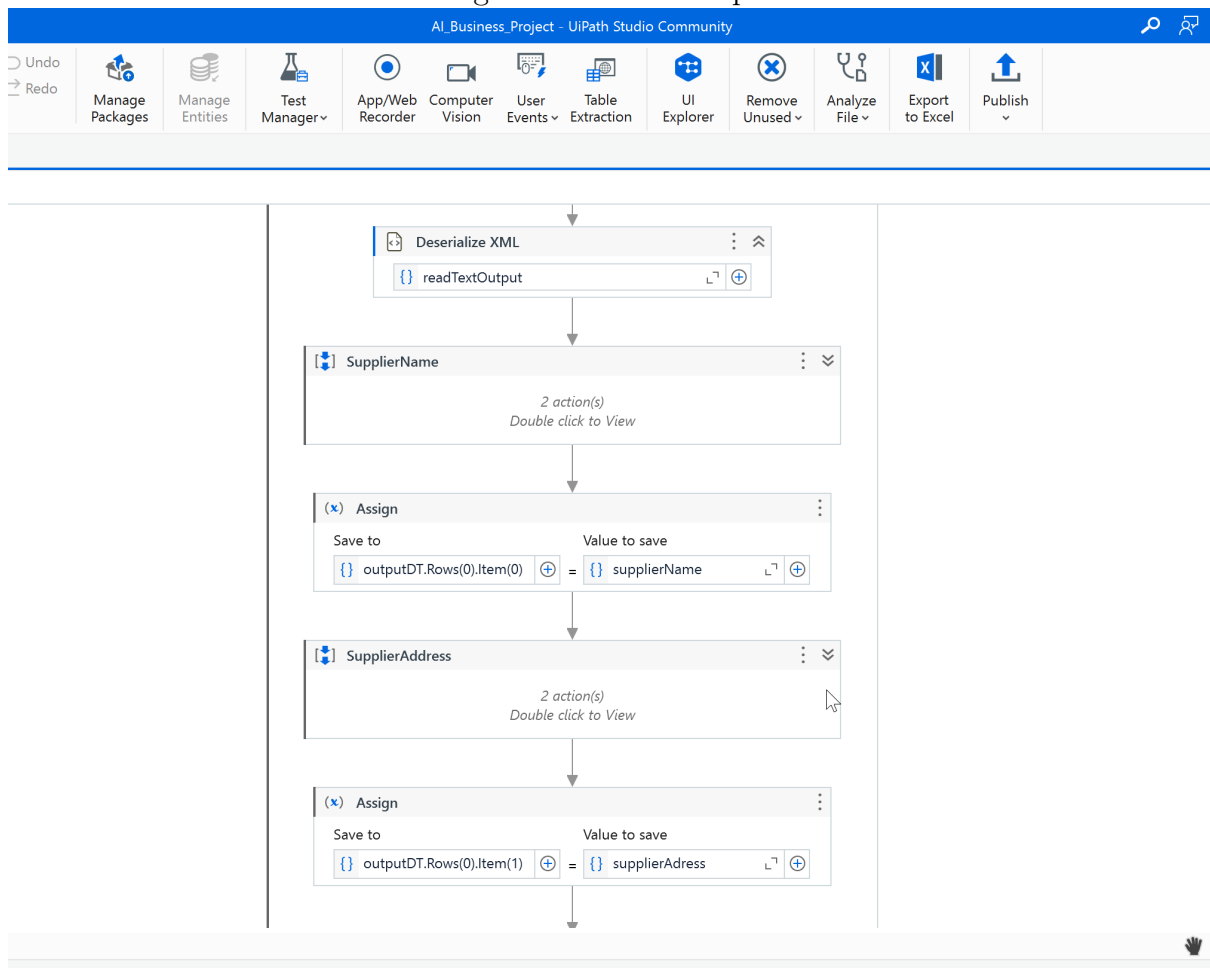 AI_Business_Project - UiPath Studio Community
Undo
Redo
Manage Packages
Manage Entities
Test Manager
App/Web Recorder
Computer Vision
User Events
Table Extraction
UI Explorer
Remove Unused
Analyze File
Export to Excel
Publish
Deserialize XML
{} readTextOutput
SupplierName
2 action(s)
Double click to View
(x) Assign
Save to Value to save
{} outputDT.Rows(0).Item(0) = {} supplierName
SupplierAddress
2 action(s)
Double click to View
(x) Assign
Save to Value to save
{} outputDT.Rows(0).Item(1) = {} supplierAdress